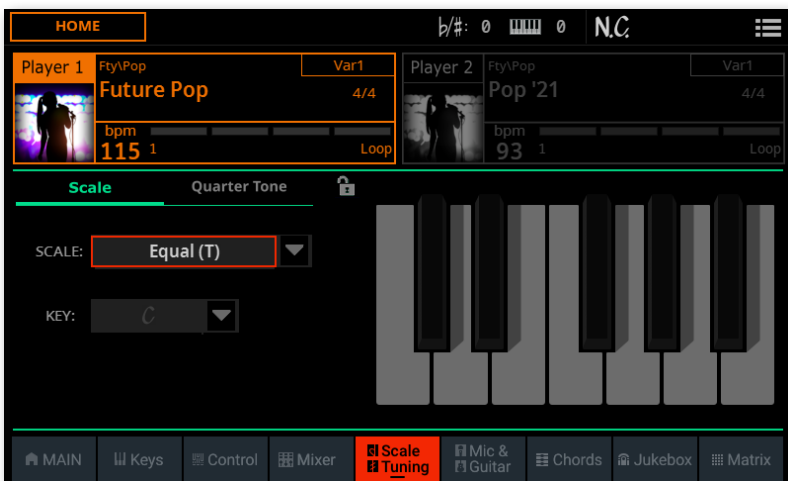 HOME
♭/#: 0 0 N.C.
Player 1 Fty\Pop Var1
Future Pop 4/4
bpm
115 1 Loop
Player 2 Fty\Pop Var1
Pop '21 4/4
bpm
93 1 Loop
Scale Quarter Tone
SCALE: Equal (T)
KEY: C
MAIN Keys Control Mixer Scale Tuning Mic & Guitar Chords Jukebox Matrix